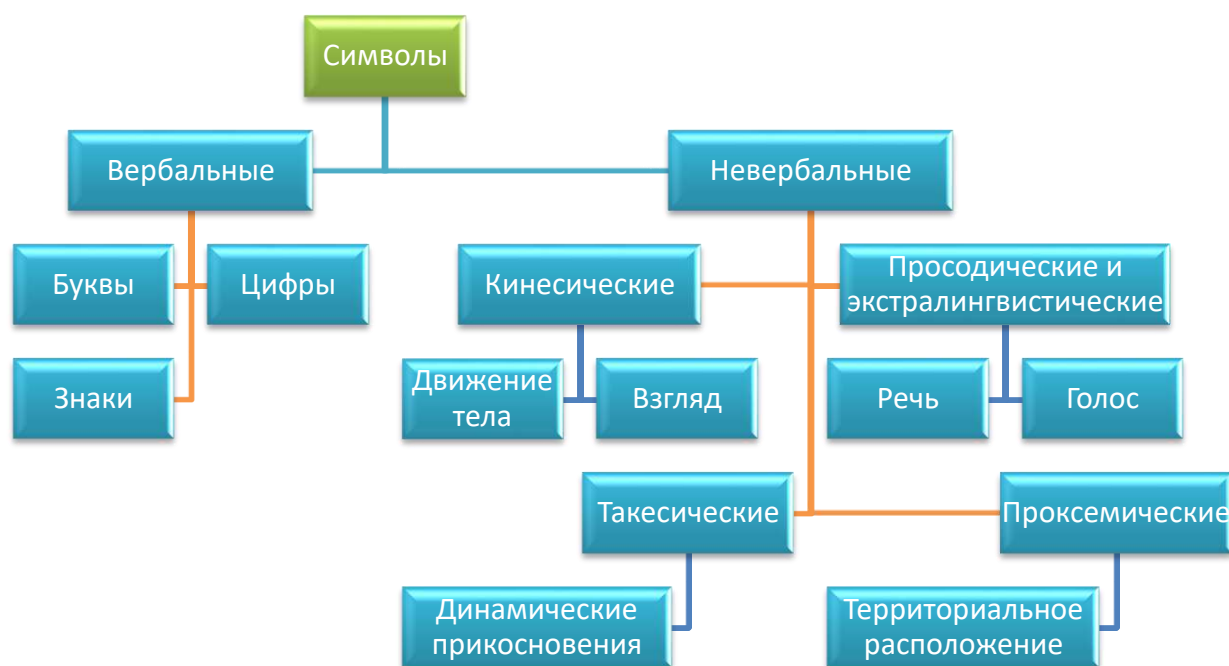 Символы
Вербальные
Невербальные
Буквы
Цифры
Знаки
Кинесические
Просодические и
экстралингвистические
Движение
тела
Взгляд
Речь
Голос
Такесические
Проксемические
Динамические
прикосновения
Территориальное
расположение